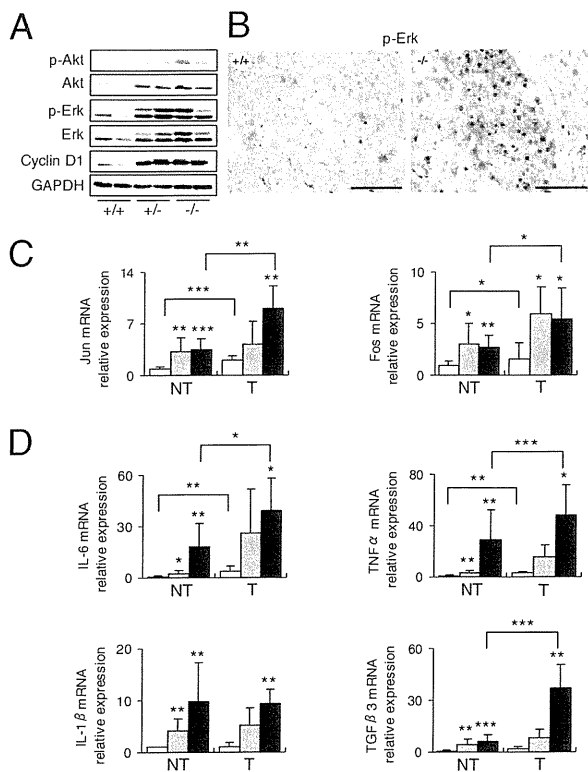 A
p-Akt
Akt
p-Erk
Erk
Cyclin D1
GAPDH
+/+ +/- -/-
B
p-Erk
+/+
-/-
C
Jun mRNA
relative expression
14
7
0
***
**
** ***
**
NT T
Fos mRNA
relative expression
10
5
0
*
*
* **
* *
NT T
D
IL-6 mRNA
relative expression
60
30
0
**
*
* **
*
NT T
TNFα mRNA
relative expression
80
40
0
**
***
** **
*
NT T
IL-1β mRNA
relative expression
20
10
0
** **
**
NT T
TGFβ3 mRNA
relative expression
60
30
0
***
** ***
**
NT T